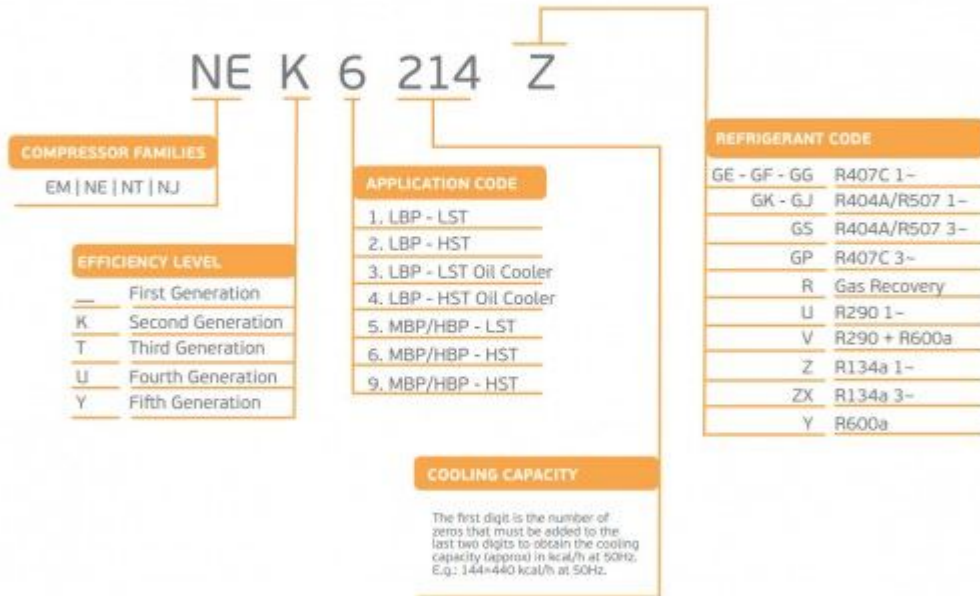 NE K 6 214 Z
COMPRESSOR FAMILIES
EM | NE | NT | NJ
EFFICIENCY LEVEL
__ First Generation
K Second Generation
T Third Generation
U Fourth Generation
Y Fifth Generation
APPLICATION CODE
1. LBP - LST
2. LBP - HST
3. LBP - LST Oil Cooler
4. LBP - HST Oil Cooler
5. MBP/HBP - LST
6. MBP/HBP - HST
9. MBP/HBP - HST
COOLING CAPACITY
The first digit is the number of
zeros that must be added to the
last two digits to obtain the cooling
capacity (approx) in kcal/h at 50Hz.
E.g.: 144=440 kcal/h at 50Hz.
REFRIGERANT CODE
GE - GF - GG R407C 1~
GK - GJ R404A/R507 1~
GS R404A/R507 3~
GP R407C 3~
R Gas Recovery
U R290 1~
V R290 + R600a
Z R134a 1~
ZX R134a 3~
Y R600a